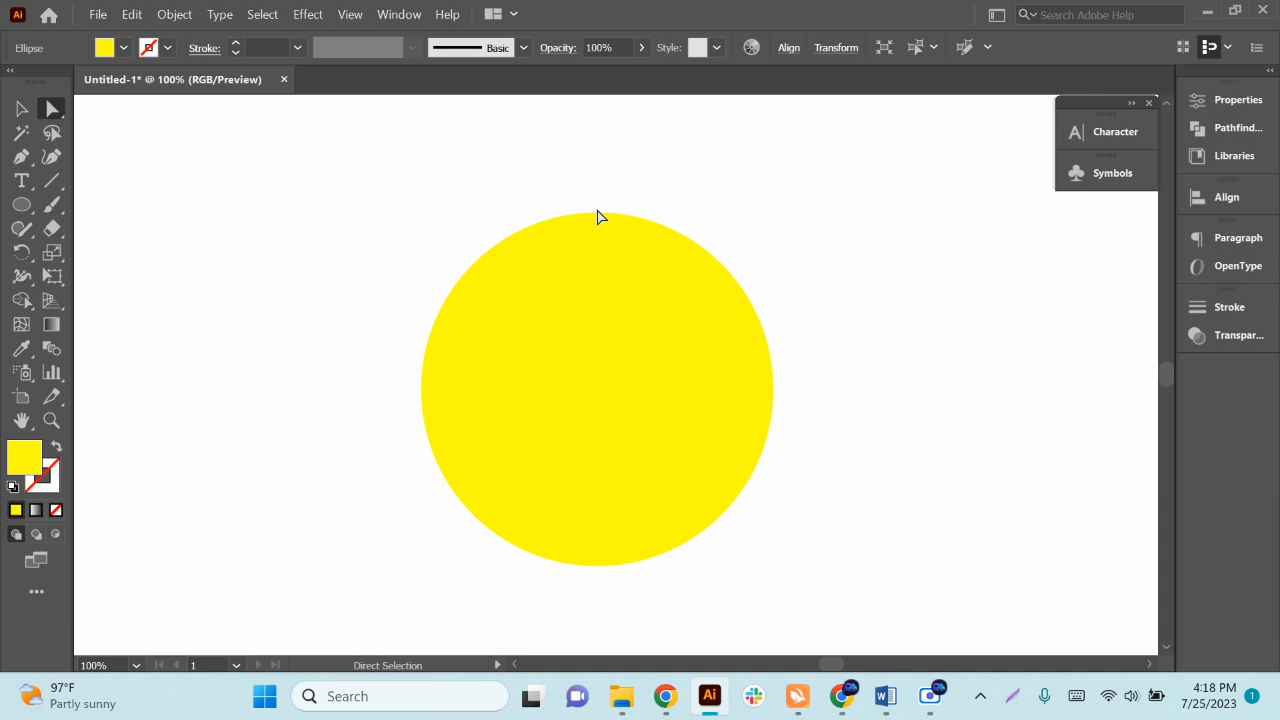 Ai File Edit Object Type Select Effect View Window Help Search Adobe Help
Ellipse Stroke: Basic Opacity: 100% Style: Align Transform
Untitled-1* @ 100% (RGB/Preview) ×
Properties
Character
Pathfind...
Libraries
Symbols
Align
Paragraph
OpenType
Stroke
Transpar...
100% 1 Direct Selection
97°F
Partly sunny
Search
Ai
4:18 PM
7/25/2023
1